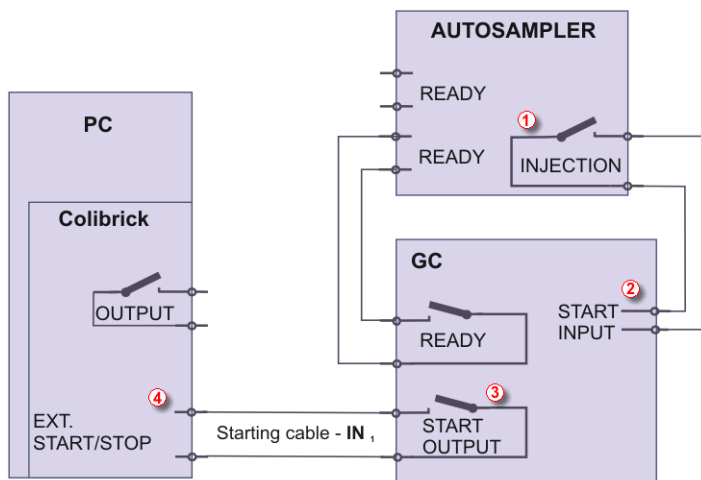 AUTOSAMPLER
READY
READY
1
INJECTION
PC
Colibrick
OUTPUT
4
EXT.
START/STOP
Starting cable - IN 1
GC
2
START
INPUT
READY
3
START
OUTPUT